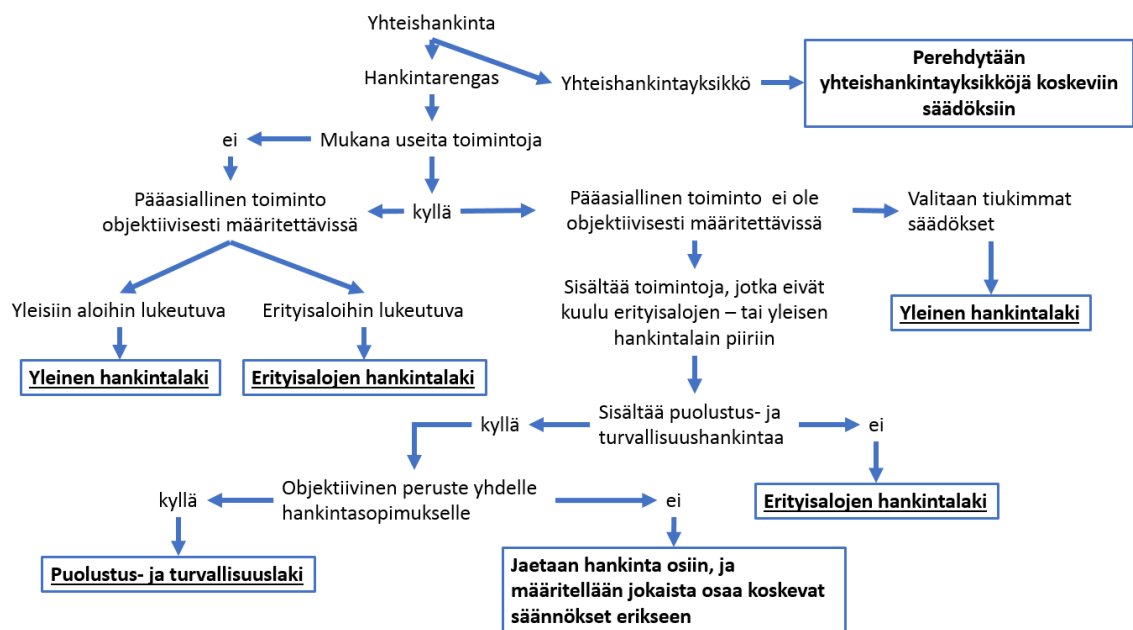 Yhteishankinta
Hankintarengas
Yhteishankintayksikkö
Perehdytään
yhteishankintayksikköjä koskeviin
säädöksiin
ei
Mukana useita toimintoja
Pääasiallinen toiminto
objektiivisesti määritettävissä
kyllä
Pääasiallinen toiminto ei ole
objektiivisesti määritettävissä
Valitaan tiukimmat
säädökset
Yleisiin aloihin lukeutuva
Erityisaloihin lukeutuva
Sisältää toimintoja, jotka eivät
kuulu erityisalojen – tai yleisen
hankintalain piiriin
Yleinen hankintalaki
Yleinen hankintalaki
Erityisalojen hankintalaki
kyllä
Sisältää puolustus- ja
turvallisuushankintaa
ei
kyllä
Objektiivinen peruste yhdelle
hankintasopimukselle
ei
Erityisalojen hankintalaki
Puolustus- ja turvallisuuslaki
Jaetaan hankinta osiin, ja
määritellään jokaista osaa koskevat
säännökset erikseen